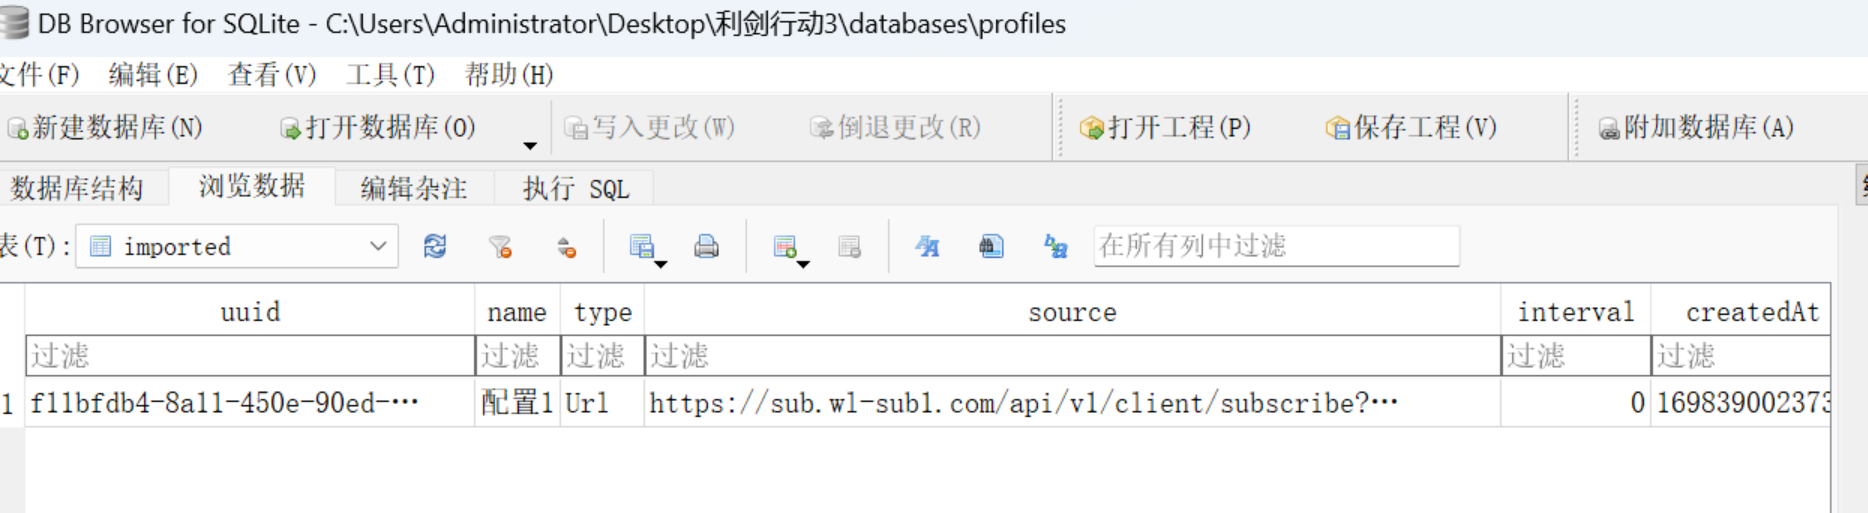 DB Browser for SQLite - C:\Users\Administrator\Desktop\利剑行动3\databases\profiles
文件(F) 编辑(E) 查看(V) 工具(T) 帮助(H)
新建数据库(N) 打开数据库(O) 写入更改(W) 倒退更改(R) 打开工程(P) 保存工程(V) 附加数据库(A)
数据库结构 浏览数据 编辑杂注 执行 SQL
表(T): imported 在所有列中过滤
uuid name type source interval createdAt
过滤 过滤 过滤 过滤 过滤 过滤
1 f11bfdb4-8a11-450e-90ed-… 配置1 Url https://sub.wl-sub1.com/api/v1/client/subscribe?… 0 169839002373